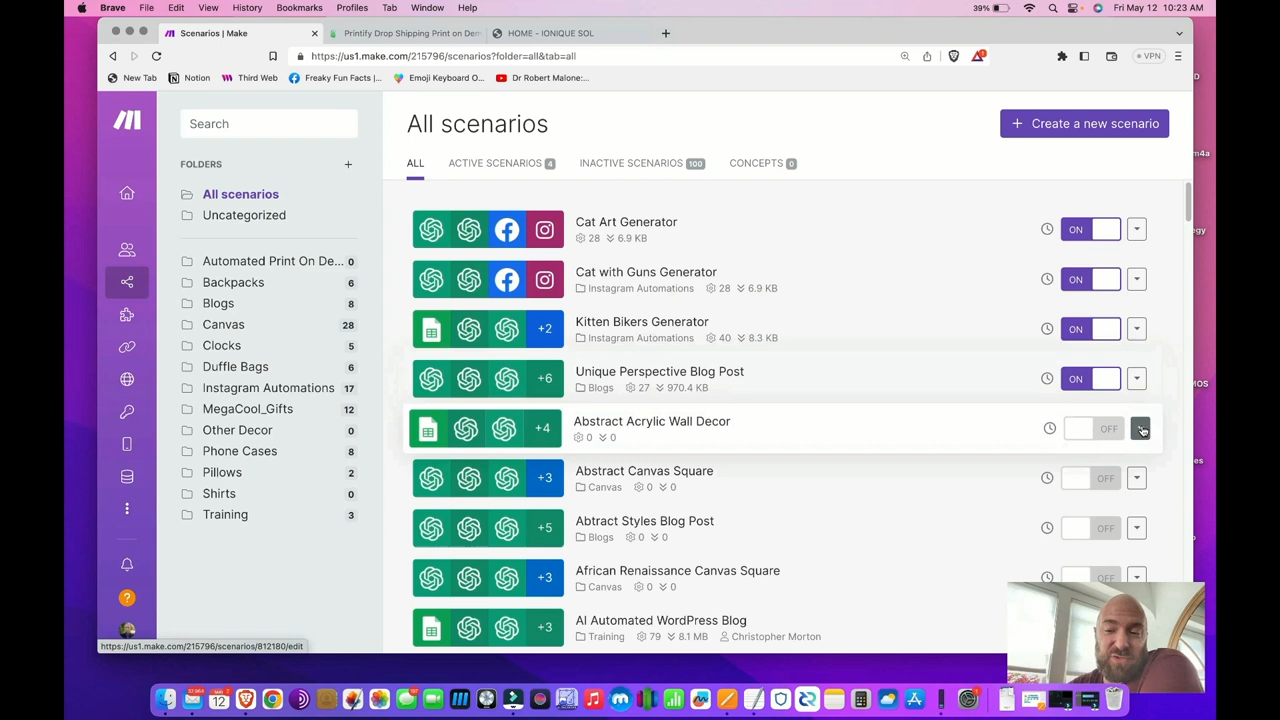 Brave File Edit View History Bookmarks Profiles Tab Window Help
39% Fri May 12 10:23 AM
Scenarios | Make
Printify Drop Shipping Print on Dem
HOME - IONIQUE SOL
https://us1.make.com/215796/scenarios?folder=all&tab=all
VPN
New Tab Notion Third Web Freaky Fun Facts |... Emoji Keyboard O... Dr Robert Malone:...
Search
All scenarios
+ Create a new scenario
FOLDERS +
ALL ACTIVE SCENARIOS 4 INACTIVE SCENARIOS 100 CONCEPTS 0
All scenarios
Uncategorized
Automated Print On De... 0
Backpacks 6
Blogs 8
Canvas 28
Clocks 5
Duffle Bags 6
Instagram Automations 17
MegaCool_Gifts 12
Other Decor 0
Phone Cases 8
Pillows 2
Shirts 0
Training 3
Cat Art Generator
28 6.9 KB
ON
Cat with Guns Generator
Instagram Automations 28 6.9 KB
ON
+2
Kitten Bikers Generator
Instagram Automations 40 8.3 KB
ON
+6
Unique Perspective Blog Post
Blogs 27 970.4 KB
ON
+4
Abstract Acrylic Wall Decor
0 0
OFF
+3
Abstract Canvas Square
Canvas 0 0
OFF
+5
Abtract Styles Blog Post
Blogs 0 0
OFF
+3
African Renaissance Canvas Square
Canvas 0 0
OFF
+3
AI Automated WordPress Blog
Training 79 8.1 MB Christopher Morton
https://us1.make.com/215796/scenarios/812180/edit